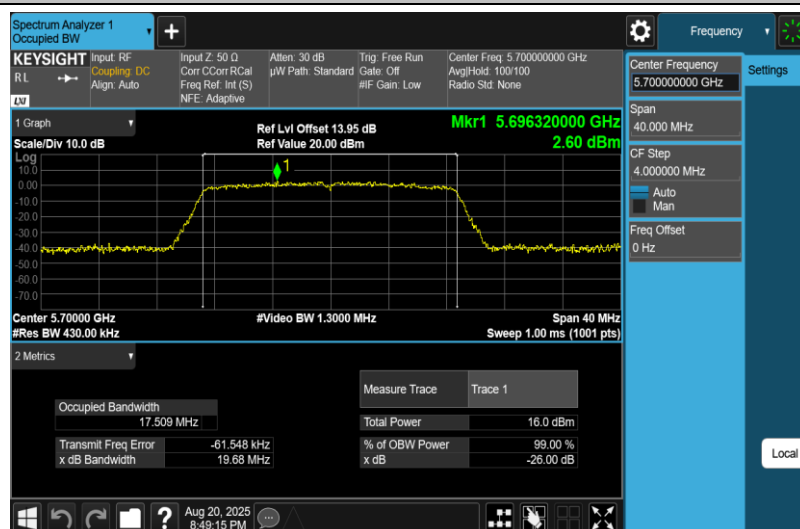 Spectrum Analyzer 1
Occupied BW
+
Frequency
KEYSIGHT
RL
LXI
Input: RF
Coupling: DC
Align: Auto
Input Z: 50 Ω
Corr CCorr RCal
Freq Ref: Int (S)
NFE: Adaptive
Atten: 30 dB
µW Path: Standard
Trig: Free Run
Gate: Off
#IF Gain: Low
Center Freq: 5.700000000 GHz
Avg|Hold: 100/100
Radio Std: None
Center Frequency
5.700000000 GHz
Settings
Span
40.000 MHz
CF Step
4.000000 MHz
Auto
Man
Freq Offset
0 Hz
Local
1 Graph
Scale/Div 10.0 dB
Ref Lvl Offset 13.95 dB
Ref Value 20.00 dBm
Mkr1 5.696320000 GHz
2.60 dBm
Log
10.0
0.00
-10.0
-20.0
-30.0
-40.0
-50.0
-60.0
-70.0
1
Center 5.70000 GHz
#Res BW 430.00 kHz
#Video BW 1.3000 MHz
Span 40 MHz
Sweep 1.00 ms (1001 pts)
2 Metrics
Occupied Bandwidth
17.509 MHz
Transmit Freq Error -61.548 kHz
x dB Bandwidth 19.68 MHz
Measure Trace Trace 1
Total Power 16.0 dBm
% of OBW Power 99.00 %
x dB -26.00 dB
?
Aug 20, 2025
8:49:15 PM